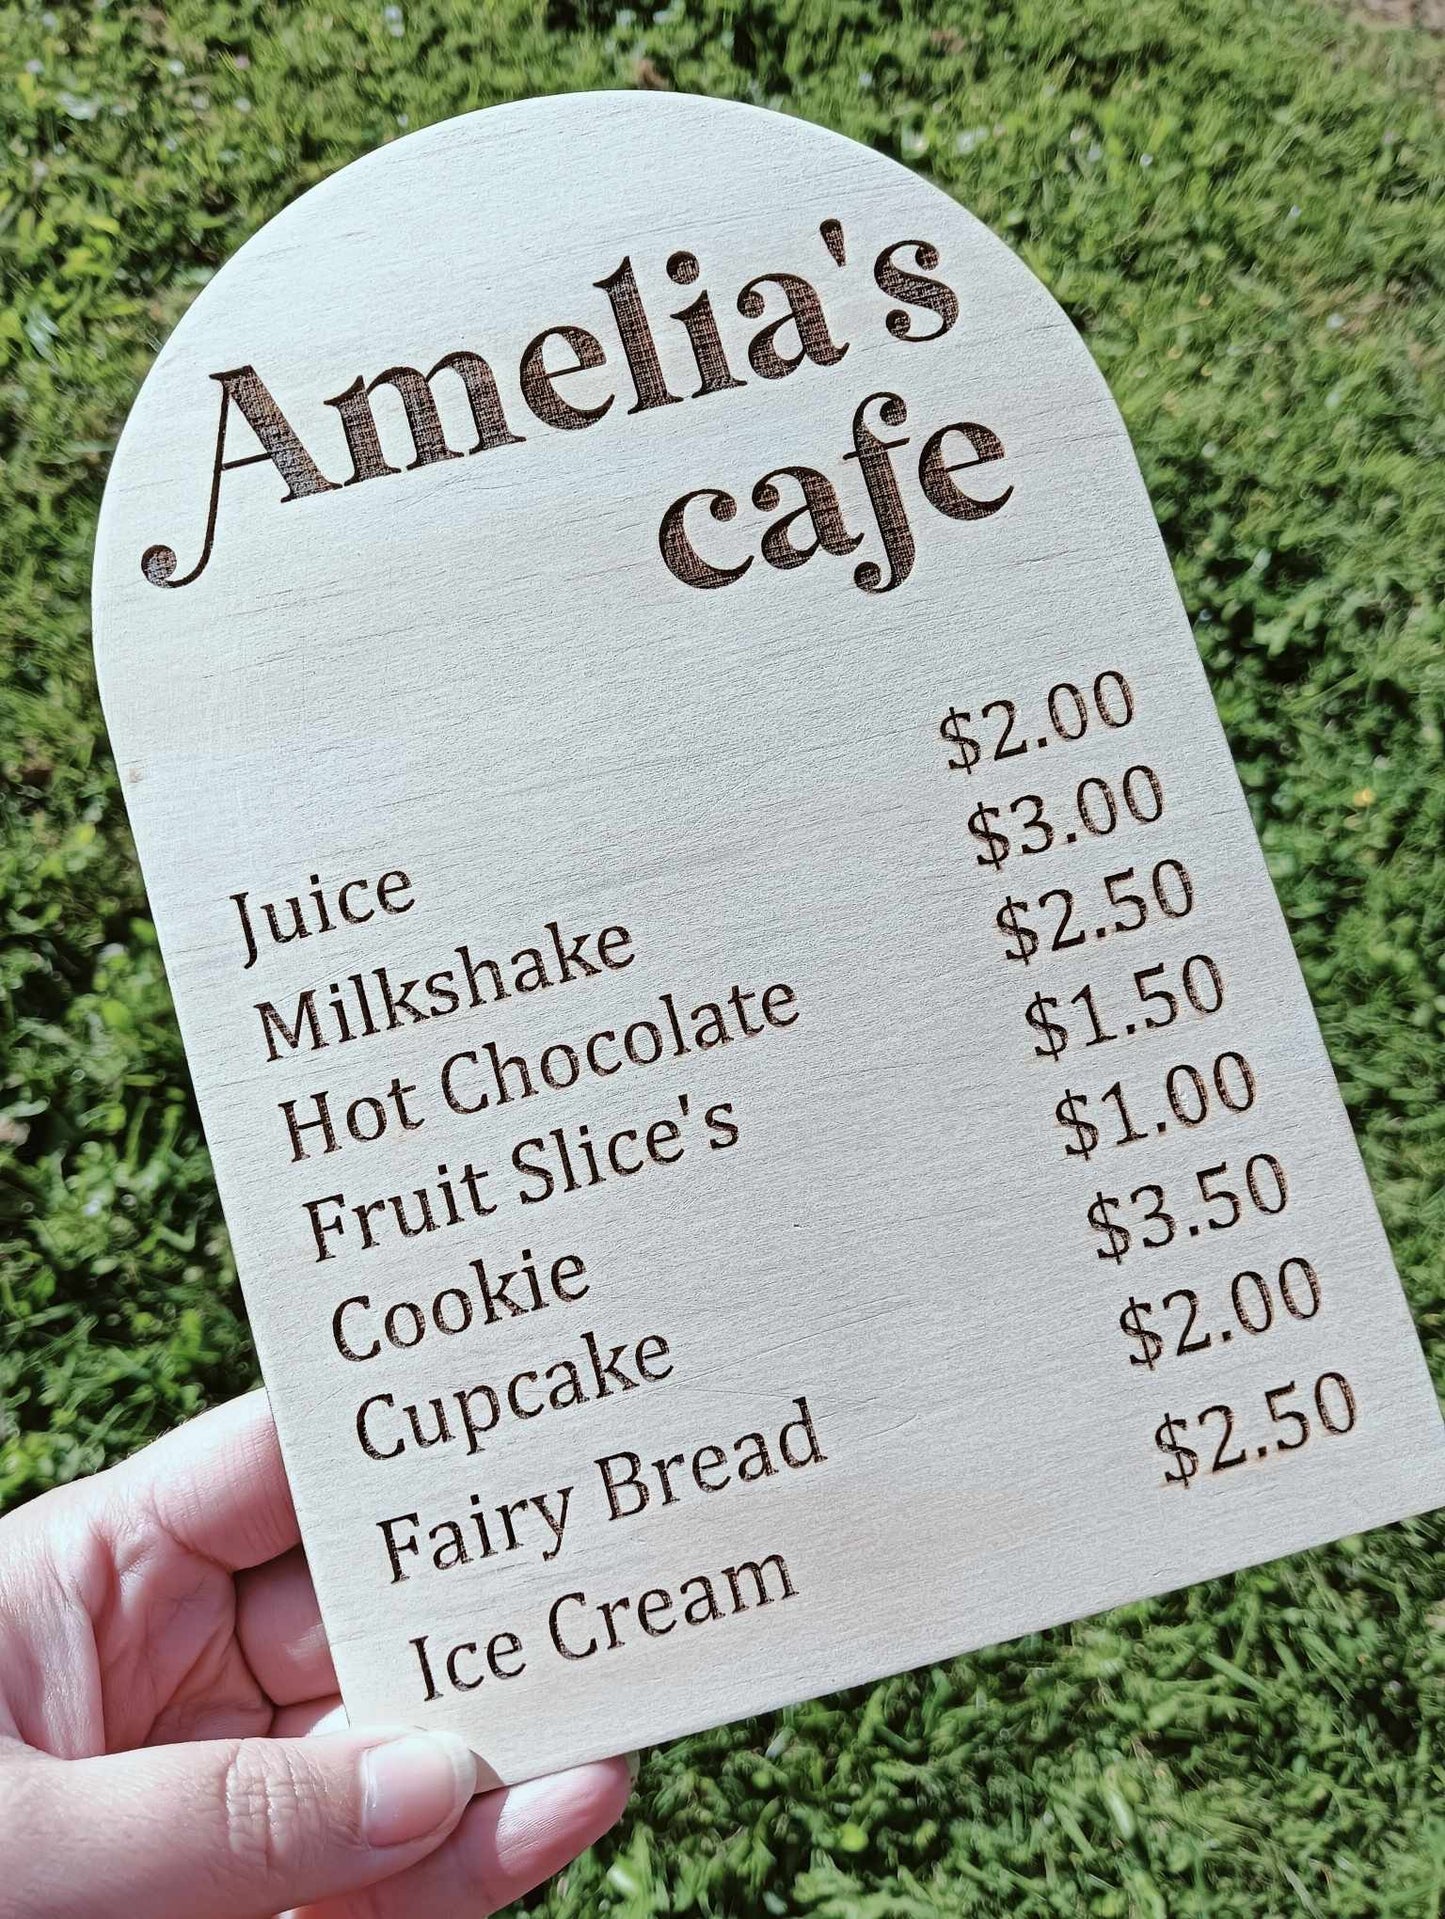 Amelia's
cafe
Juice $2.00
Milkshake $3.00
Hot Chocolate $2.50
Fruit Slice's $1.50
Cookie $1.00
Cupcake $3.50
Fairy Bread $2.00
Ice Cream $2.50